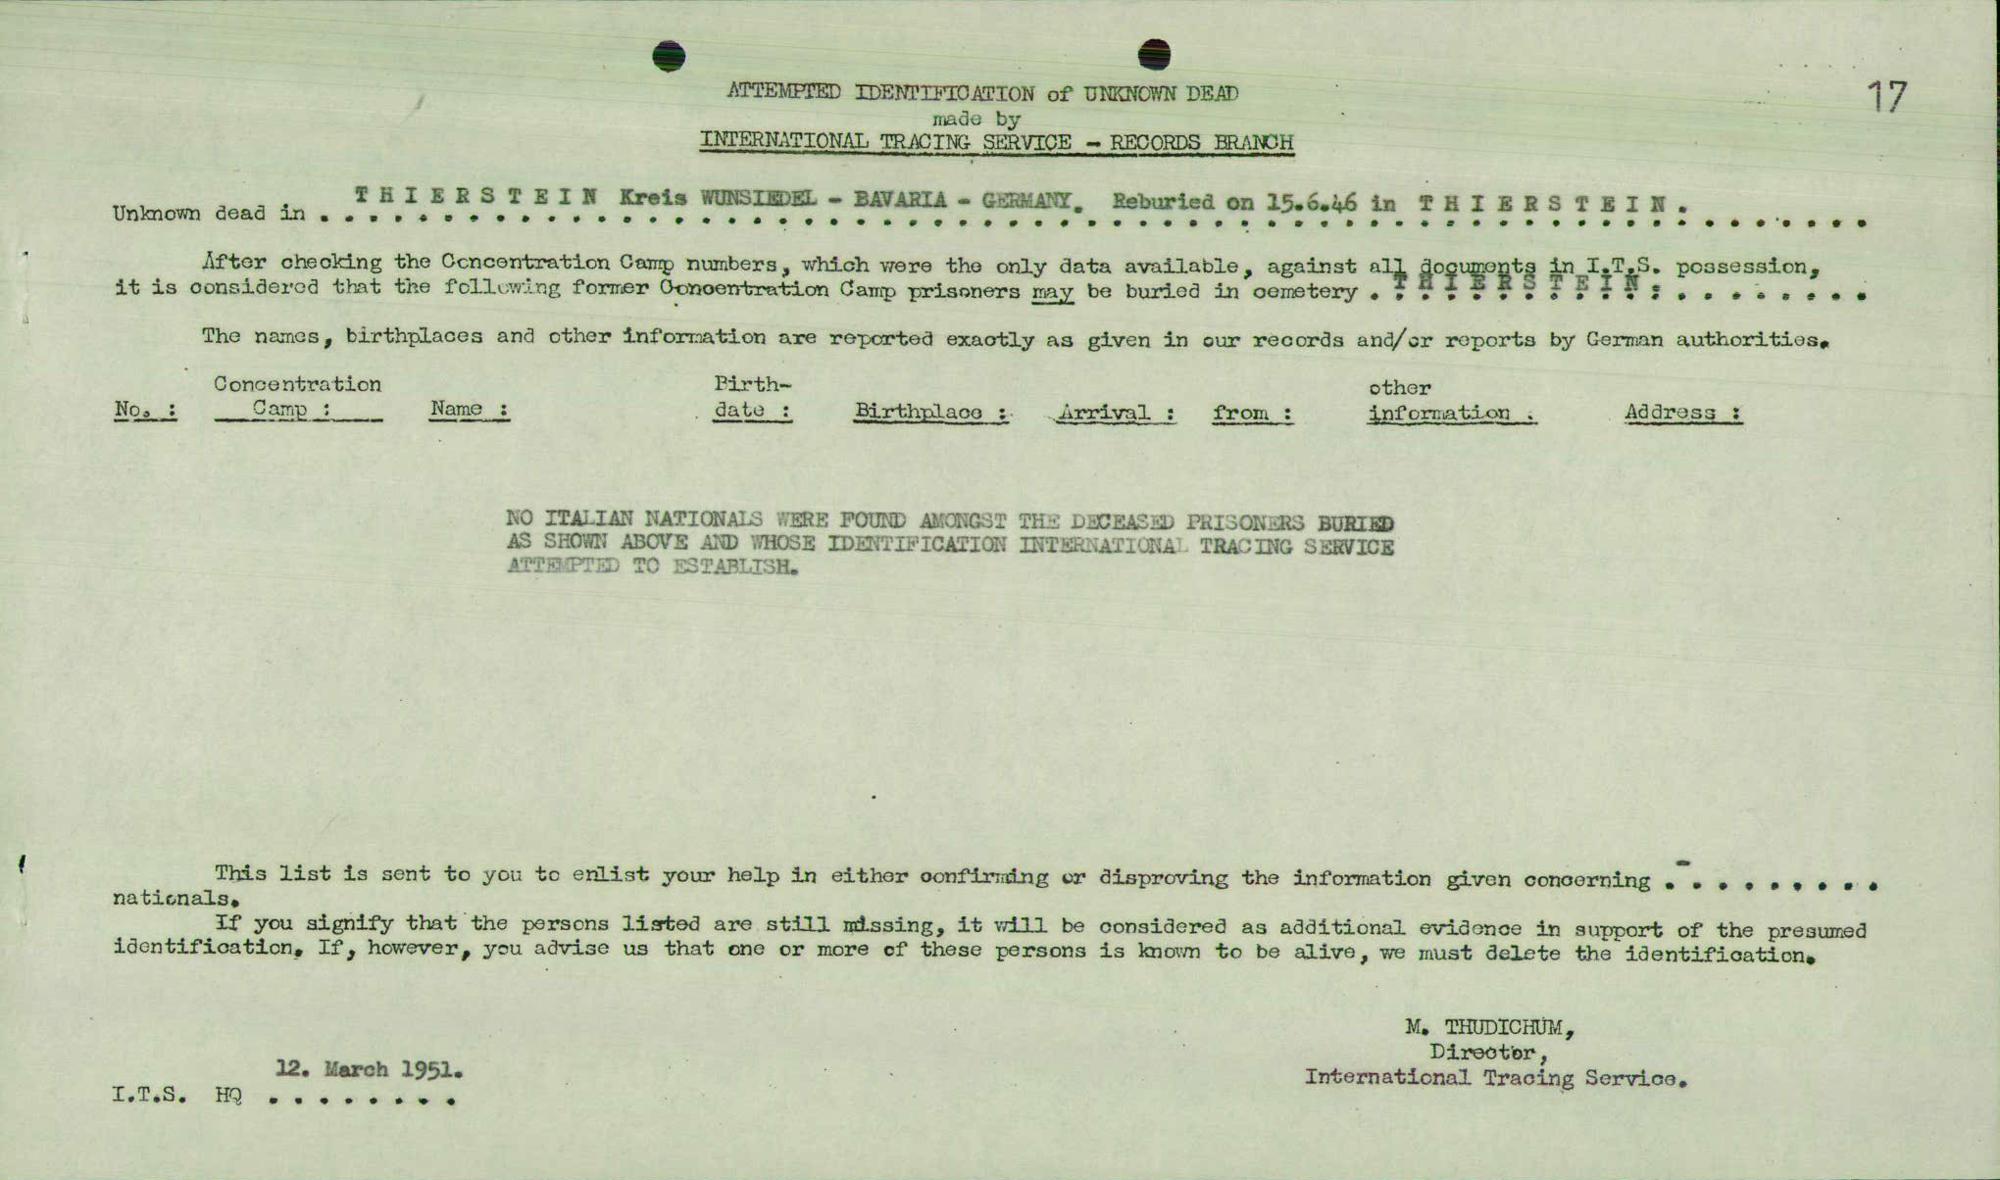 17
ATTEMPTED IDENTIFICATION of UNKNOWN DEAD
made by
INTERNATIONAL TRACING SERVICE - RECORDS BRANCH
Unknown dead in . T H I E R S T E I N Kreis WUNSIEDEL - BAVARIA - GERMANY. Reburied on 15.6.46 in T H I E R S T E I N .
After checking the Concentration Camp numbers, which were the only data available, against all documents in I.T.S. possession,
it is considered that the following former Concentration Camp prisoners may be buried in cemetery . T H I E R S T E I N .
The names, birthplaces and other information are reported exactly as given in our records and/or reports by German authorities.
Concentration Birth- other
No. : Camp : Name : date : Birthplace : Arrival : from : information : Address :
NO ITALIAN NATIONALS WERE FOUND AMONGST THE DECEASED PRISONERS BURIED
AS SHOWN ABOVE AND WHOSE IDENTIFICATION INTERNATIONAL TRACING SERVICE
ATTEMPTED TO ESTABLISH.
This list is sent to you to enlist your help in either confirming or disproving the information given concerning . - . . . . . . . .
nationals.
If you signify that the persons listed are still missing, it will be considered as additional evidence in support of the presumed
identification. If, however, you advise us that one or more of these persons is known to be alive, we must delete the identification.
M. THUDICHUM,
Director,
International Tracing Service.
12. March 1951.
I.T.S. HQ . . . . . . . .